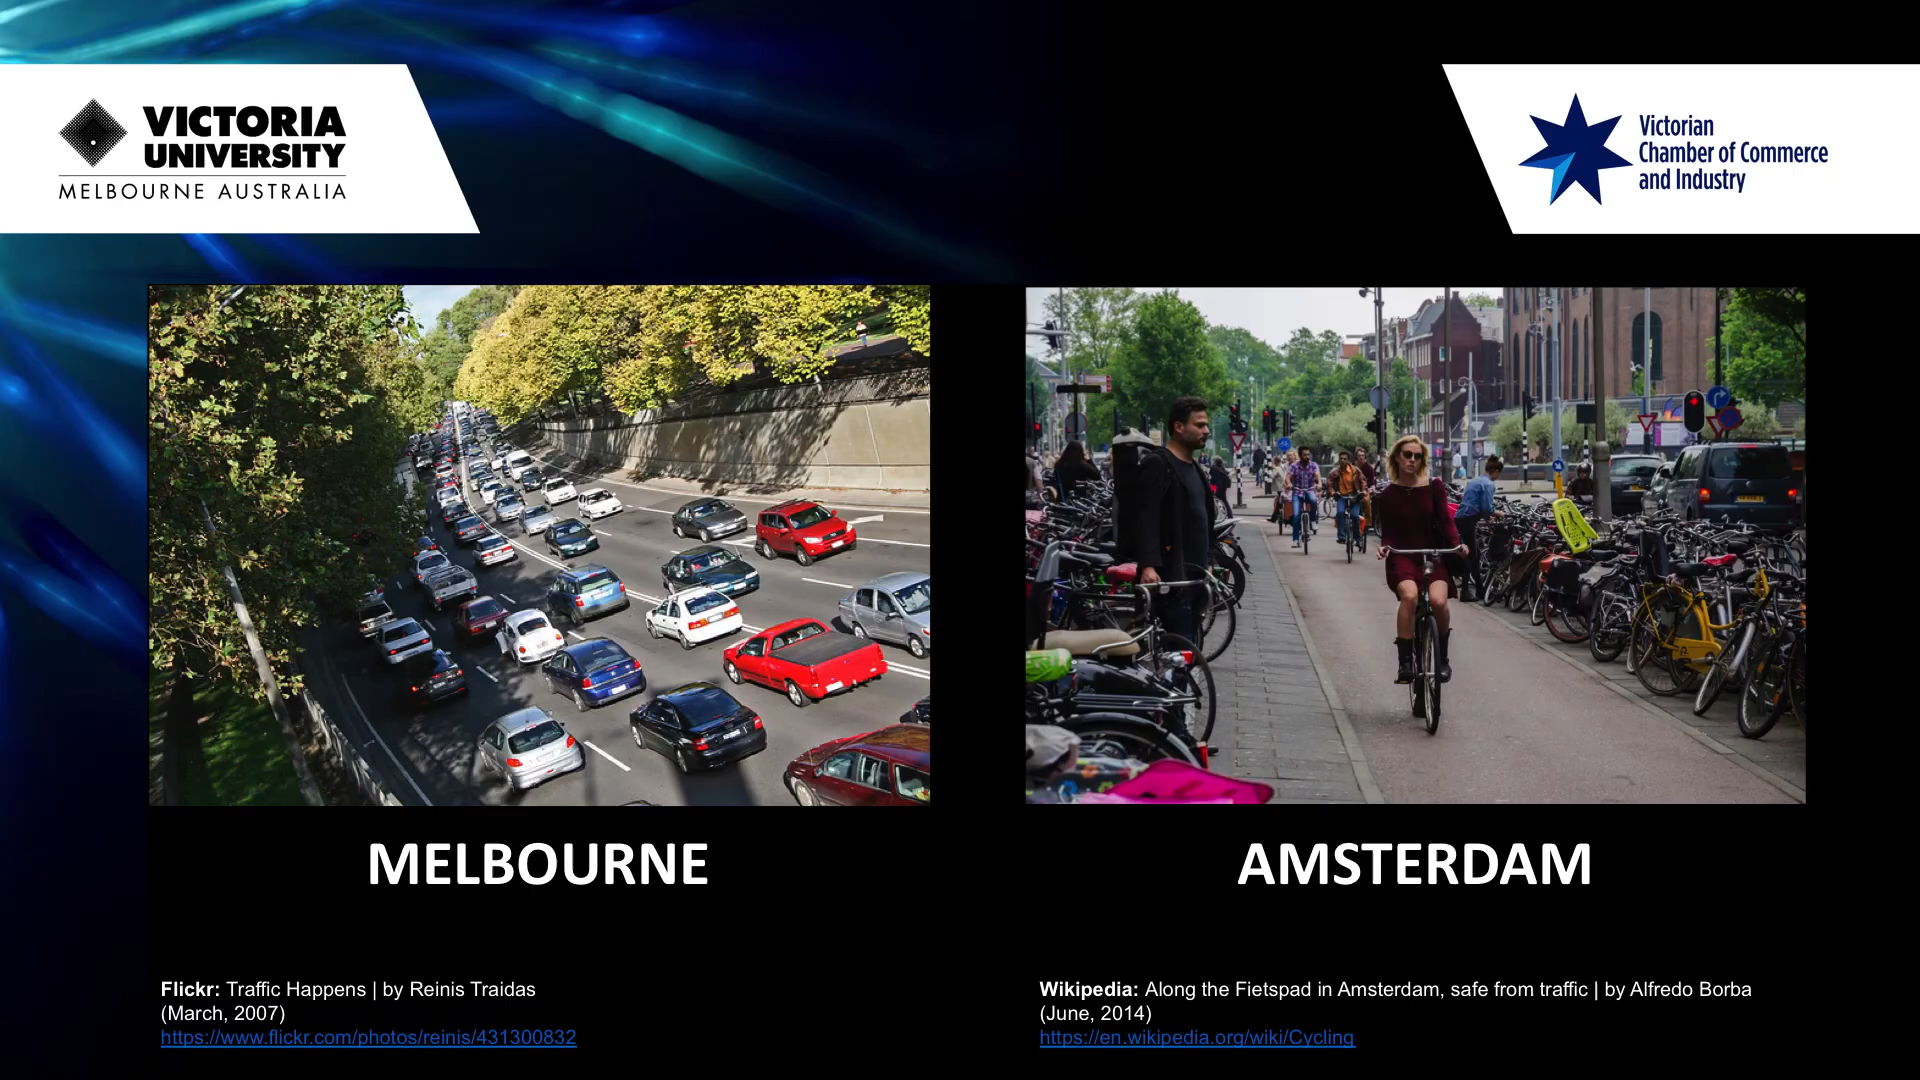 VICTORIA
UNIVERSITY
MELBOURNE AUSTRALIA
Victorian
Chamber of Commerce
and Industry
MELBOURNE
AMSTERDAM
Flickr: Traffic Happens | by Reinis Traidas
(March, 2007)
https://www.flickr.com/photos/reinis/431300832
Wikipedia: Along the Fietspad in Amsterdam, safe from traffic | by Alfredo Borba
(June, 2014)
https://en.wikipedia.org/wiki/Cycling